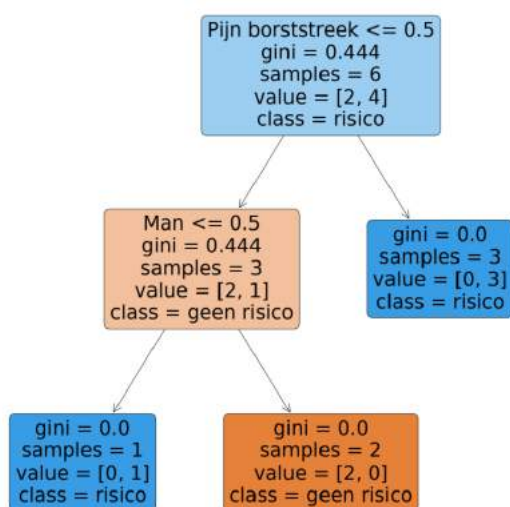 Pijn borststreek <= 0.5
gini = 0.444
samples = 6
value = [2, 4]
class = risico
Man <= 0.5
gini = 0.444
samples = 3
value = [2, 1]
class = geen risico
gini = 0.0
samples = 3
value = [0, 3]
class = risico
gini = 0.0
samples = 1
value = [0, 1]
class = risico
gini = 0.0
samples = 2
value = [2, 0]
class = geen risico